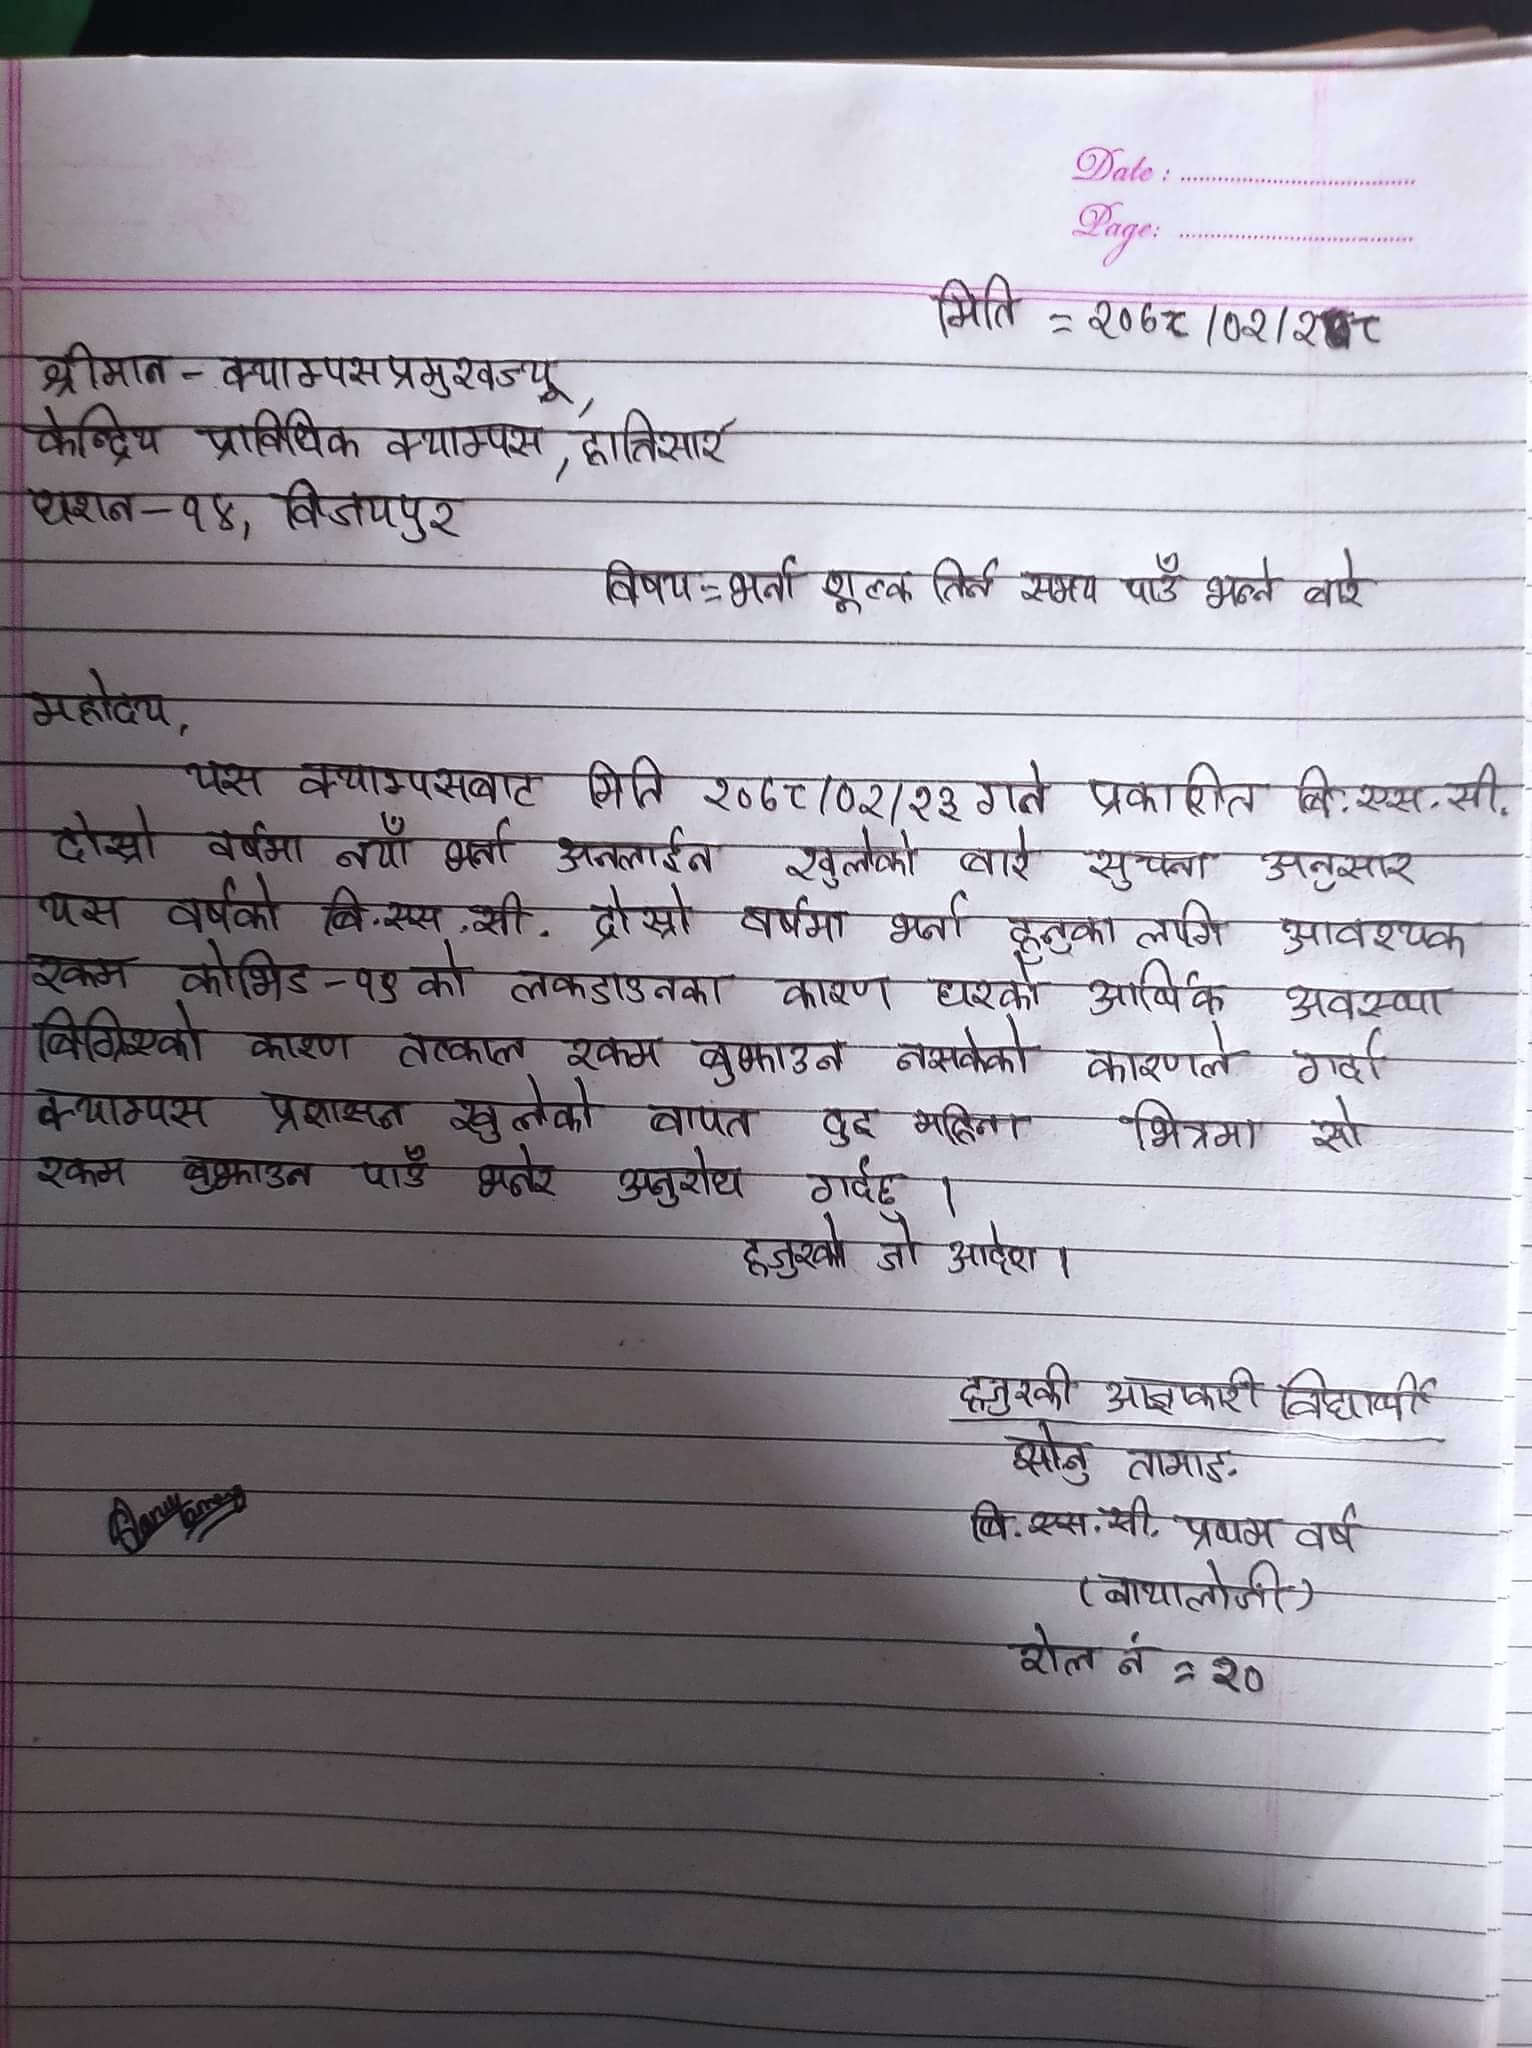 Date :
Page:
मिति = २०७८/०२/२८
श्रीमान - क्याम्पस प्रमुखज्यू,
केन्द्रिय प्राविधिक क्याम्पस, हात्तिसार
धरान-१४, विजयपुर
विषय:=भर्ना शूल्क तिर्न समय पाउँ भन्ने बारे
महोदय,
यस क्याम्पसबाट मिति २०७८/०२/२३ गते प्रकाशित बि.एस.सी.
दोस्रो वर्षमा नयाँ भर्ना अनलाईन खुलेको बारे सुचना अनुसार
यस वर्षको बि.एस.सी. दोस्रो वर्षमा भर्ना हुनुका लागि आवश्यक
रकम कोभिड-१९ को लकडाउनका कारण घरको आर्थिक अवस्था
बिग्रिएको कारण तत्काल रकम बुझाउन नसकेको कारणले गर्दा
क्याम्पस प्रशासन खुलेको बापत दुइ महिना भित्रमा सो
रकम बुझाउन पाउँ भनेर अनुरोध गर्दछु ।
हजुरको जो आदेश ।
हजुरकी आज्ञाकारी विद्यार्थी
सोनु तामाङ
बि.एस.सी. प्रथम वर्ष
(बायोलोजी)
रोल नं = २०